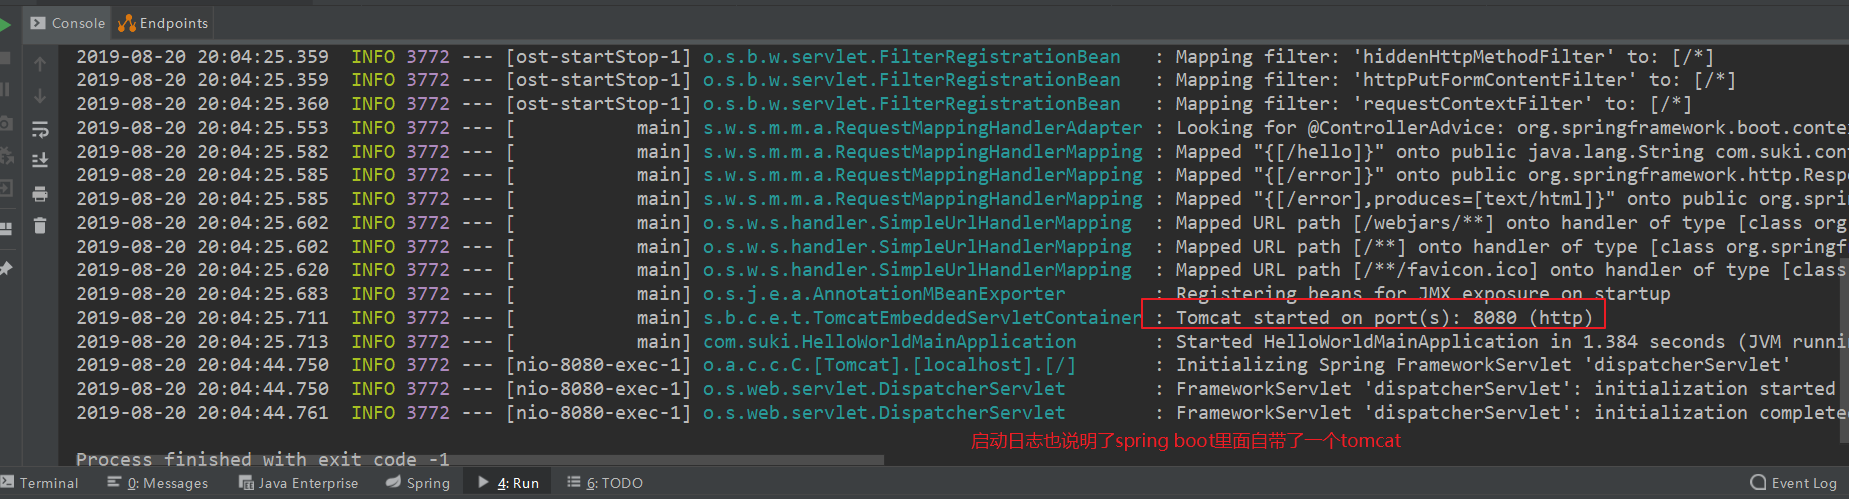 Console Endpoints
2019-08-20 20:04:25.359  INFO 3772 --- [ost-startStop-1] o.s.b.w.servlet.FilterRegistrationBean   : Mapping filter: 'hiddenHttpMethodFilter' to: [/*]
2019-08-20 20:04:25.359  INFO 3772 --- [ost-startStop-1] o.s.b.w.servlet.FilterRegistrationBean   : Mapping filter: 'httpPutFormContentFilter' to: [/*]
2019-08-20 20:04:25.360  INFO 3772 --- [ost-startStop-1] o.s.b.w.servlet.FilterRegistrationBean   : Mapping filter: 'requestContextFilter' to: [/*]
2019-08-20 20:04:25.553  INFO 3772 --- [           main] s.w.s.m.m.a.RequestMappingHandlerAdapter : Looking for @ControllerAdvice: org.springframework.boot.conte
2019-08-20 20:04:25.582  INFO 3772 --- [           main] s.w.s.m.m.a.RequestMappingHandlerMapping : Mapped "{[/hello]}" onto public java.lang.String com.suki.con
2019-08-20 20:04:25.585  INFO 3772 --- [           main] s.w.s.m.m.a.RequestMappingHandlerMapping : Mapped "{[/error]}" onto public org.springframework.http.Resp
2019-08-20 20:04:25.585  INFO 3772 --- [           main] s.w.s.m.m.a.RequestMappingHandlerMapping : Mapped "{[/error],produces=[text/html]}" onto public org.spri
2019-08-20 20:04:25.602  INFO 3772 --- [           main] o.s.w.s.handler.SimpleUrlHandlerMapping  : Mapped URL path [/webjars/**] onto handler of type [class org
2019-08-20 20:04:25.602  INFO 3772 --- [           main] o.s.w.s.handler.SimpleUrlHandlerMapping  : Mapped URL path [/**] onto handler of type [class org.springf
2019-08-20 20:04:25.620  INFO 3772 --- [           main] o.s.w.s.handler.SimpleUrlHandlerMapping  : Mapped URL path [/**/favicon.ico] onto handler of type [class
2019-08-20 20:04:25.683  INFO 3772 --- [           main] o.s.j.e.a.AnnotationMBeanExporter        : Registering beans for JMX exposure on startup
2019-08-20 20:04:25.711  INFO 3772 --- [           main] s.b.c.e.t.TomcatEmbeddedServletContainer : Tomcat started on port(s): 8080 (http)
2019-08-20 20:04:25.713  INFO 3772 --- [           main] com.suki.HelloWorldMainApplication       : Started HelloWorldMainApplication in 1.384 seconds (JVM runni
2019-08-20 20:04:44.750  INFO 3772 --- [nio-8080-exec-1] o.a.c.c.C.[Tomcat].[localhost].[/]       : Initializing Spring FrameworkServlet 'dispatcherServlet'
2019-08-20 20:04:44.750  INFO 3772 --- [nio-8080-exec-1] o.s.web.servlet.DispatcherServlet        : FrameworkServlet 'dispatcherServlet': initialization started
2019-08-20 20:04:44.761  INFO 3772 --- [nio-8080-exec-1] o.s.web.servlet.DispatcherServlet        : FrameworkServlet 'dispatcherServlet': initialization complete
启动日志也说明了spring boot里面自带了一个tomcat
Process finished with exit code -1
Terminal 0: Messages Java Enterprise Spring 4: Run 6: TODO Event Log